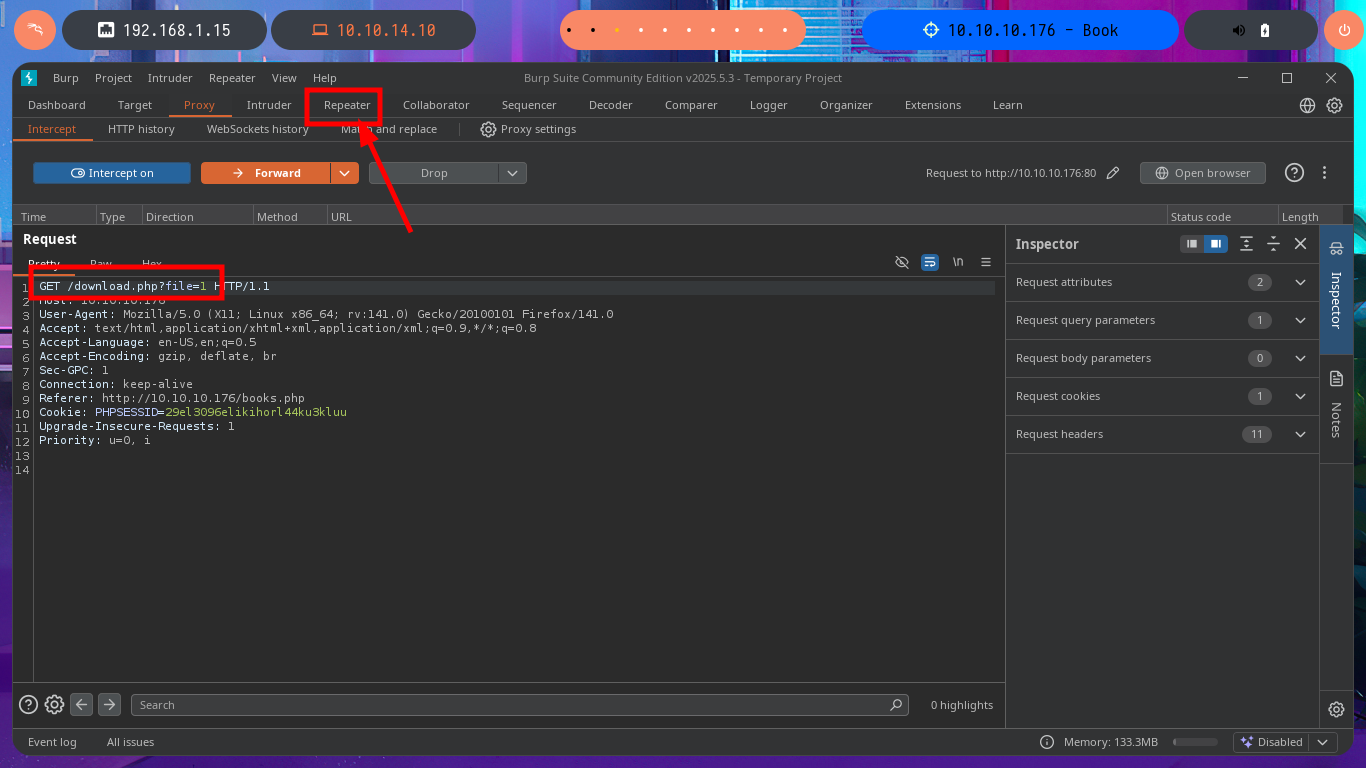 192.168.1.15 10.10.14.10 10.10.10.176 - Book
Burp Project Intruder Repeater View Help Burp Suite Community Edition v2025.5.3 - Temporary Project
Dashboard Target Proxy Intruder Repeater Collaborator Sequencer Decoder Comparer Logger Organizer Extensions Learn
Intercept HTTP history WebSockets history Match and replace Proxy settings
Intercept on Forward Drop Request to http://10.10.10.176:80 Open browser
Time Type Direction Method URL Status code Length
Request
Pretty Raw Hex \n
1 GET /download.php?file=1 HTTP/1.1
2 Host: 10.10.10.176
3 User-Agent: Mozilla/5.0 (X11; Linux x86_64; rv:141.0) Gecko/20100101 Firefox/141.0
4 Accept: text/html,application/xhtml+xml,application/xml;q=0.9,*/*;q=0.8
5 Accept-Language: en-US,en;q=0.5
6 Accept-Encoding: gzip, deflate, br
7 Sec-GPC: 1
8 Connection: keep-alive
9 Referer: http://10.10.10.176/books.php
10 Cookie: PHPSESSID=29el3096elikihorl44ku3kluu
11 Upgrade-Insecure-Requests: 1
12 Priority: u=0, i
13
14
Inspector
Request attributes 2
Request query parameters 1
Request body parameters 0
Request cookies 1
Request headers 11
Inspector
Notes
Search 0 highlights
Event log All issues Memory: 133.3MB Disabled